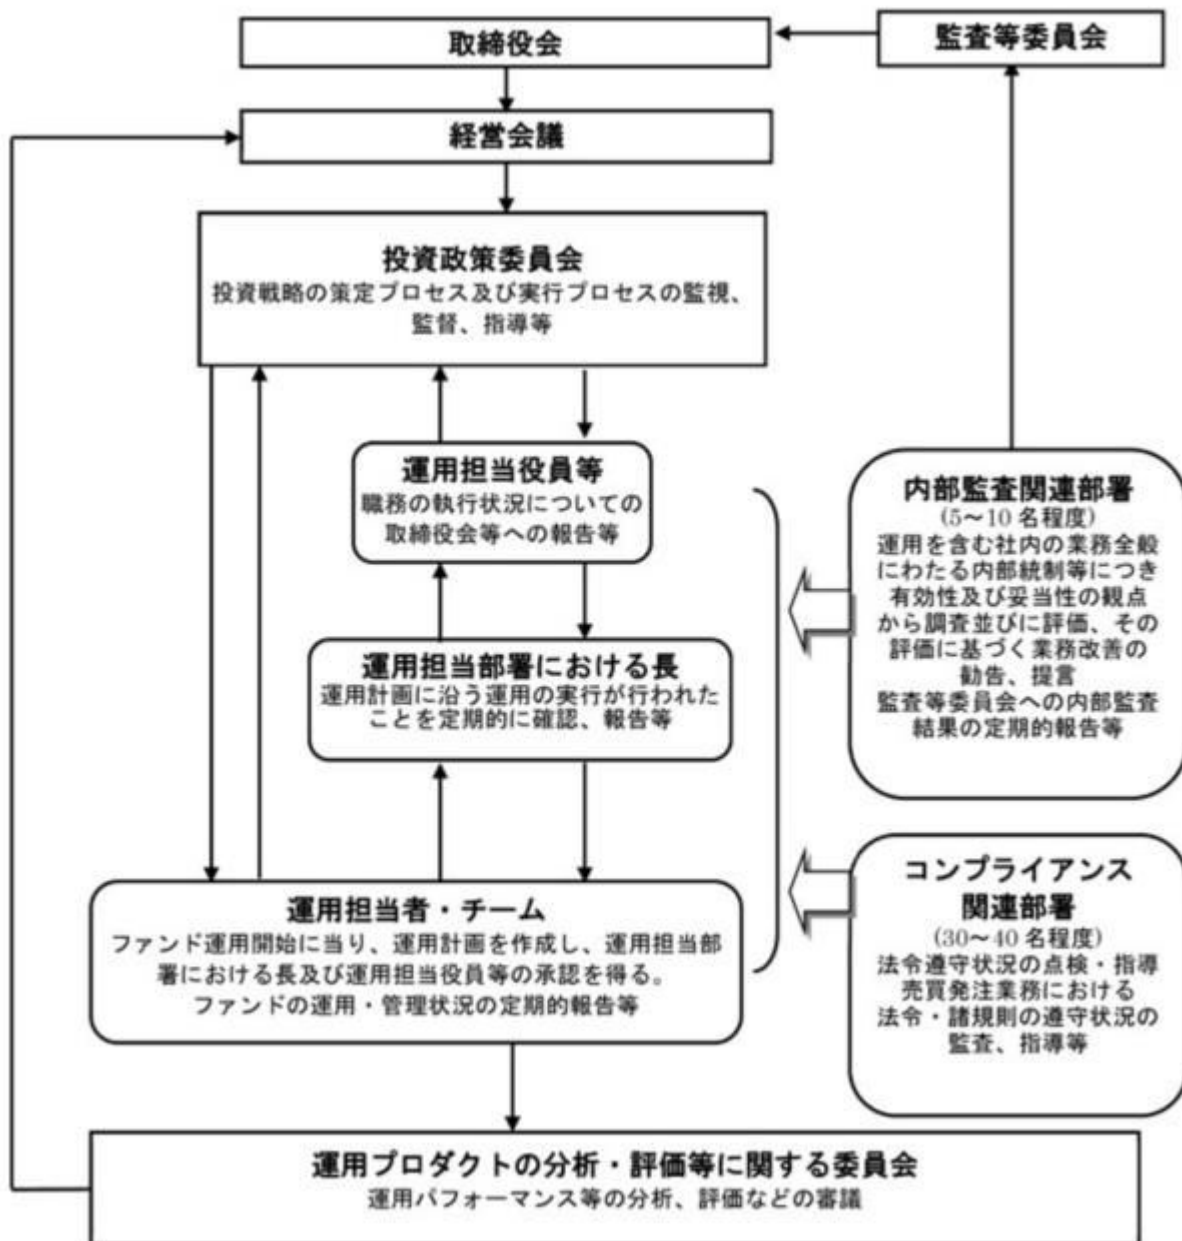 取締役会
監査等委員会
経営会議
投資政策委員会
投資戦略の策定プロセス及び実行プロセスの監視、
監督、指導等
運用担当役員等
職務の執行状況についての
取締役会等への報告等
運用担当部署における長
運用計画に沿う運用の実行が行われた
ことを定期的に確認、報告等
運用担当者・チーム
ファンド運用開始に当り、運用計画を作成し、運用担当部
署における長及び運用担当役員等の承認を得る。
ファンドの運用・管理状況の定期的報告等
内部監査関連部署
(5～10 名程度)
運用を含む社内の業務全般
にわたる内部統制等につき
有効性及び妥当性の観点
から調査並びに評価、その
評価に基づく業務改善の
勧告、提言
監査等委員会への内部監査
結果の定期的報告等
コンプライアンス
関連部署
(30～40 名程度)
法令遵守状況の点検・指導
売買発注業務における
法令・諸規則の遵守状況の
監査、指導等
運用プロダクトの分析・評価等に関する委員会
運用パフォーマンス等の分析、評価などの審議